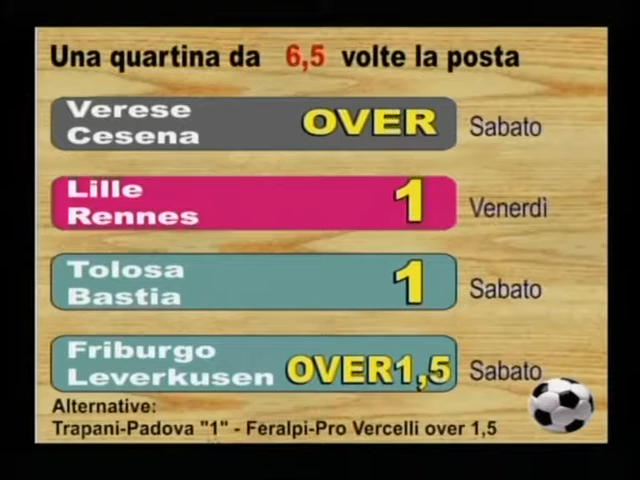 Una quartina da 6,5 volte la posta
Verese
Cesena
OVER
Sabato
Lille
Rennes
1
Venerdì
Tolosa
Bastia
1
Sabato
Friburgo
Leverkusen
OVER1,5
Sabato
Alternative:
Trapani-Padova "1" - Feralpi-Pro Vercelli over 1,5